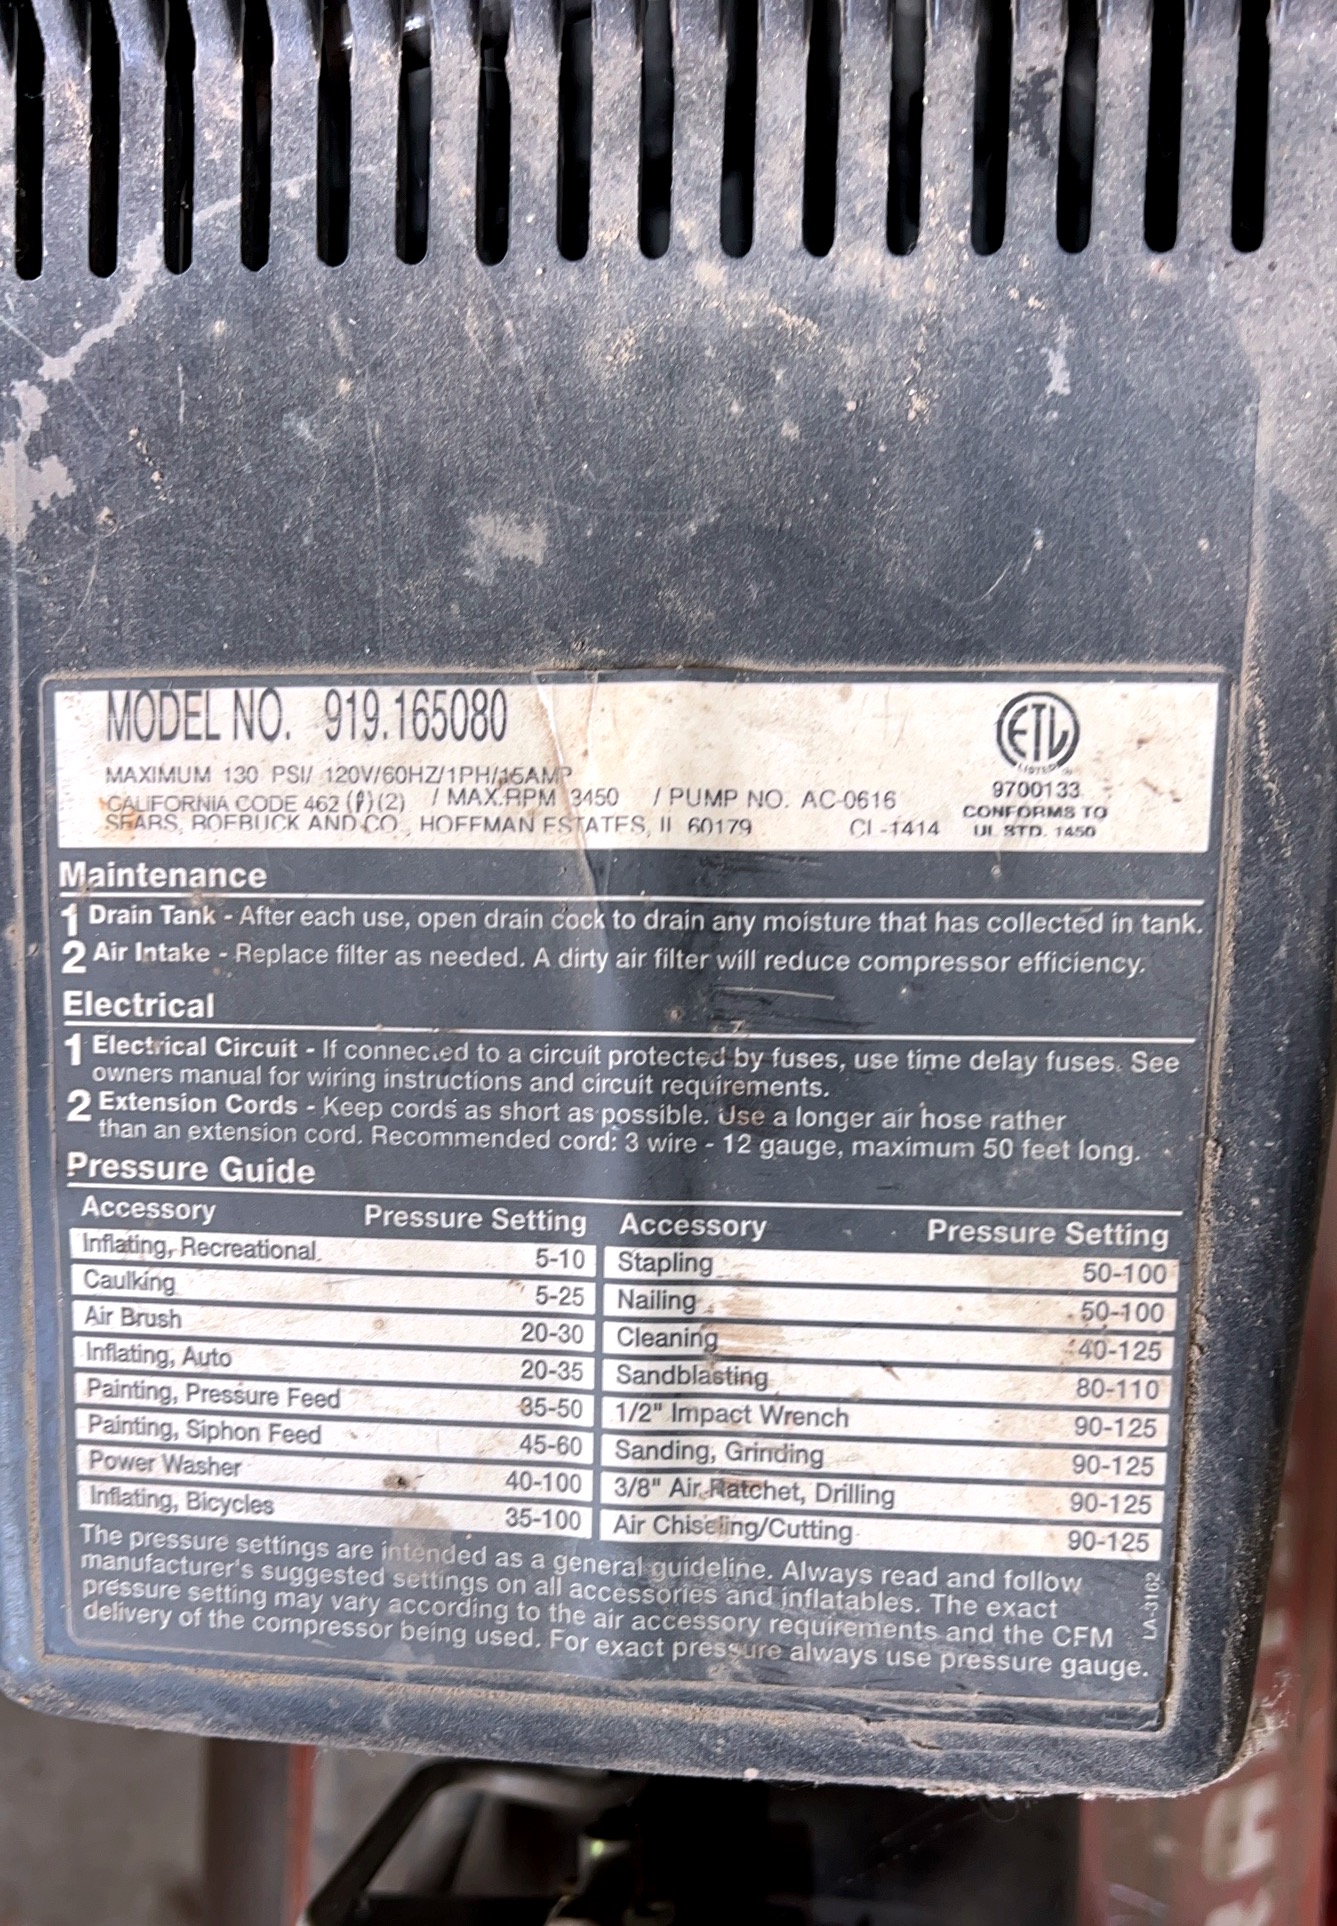 MODEL NO. 919.165080
MAXIMUM 130 PSI/ 120V/60HZ/1PH/15AMP
CALIFORNIA CODE 462 (l)(2) / MAX.RPM 3450 / PUMP NO. AC-0616
SEARS, ROEBUCK AND CO., HOFFMAN ESTATES, Il 60179 CI-1414
ETL
LISTED
9700133
CONFORMS TO
UL STD. 1450
Maintenance
1 Drain Tank - After each use, open drain cock to drain any moisture that has collected in tank.
2 Air Intake - Replace filter as needed. A dirty air filter will reduce compressor efficiency.
Electrical
1 Electrical Circuit - If connected to a circuit protected by fuses, use time delay fuses. See
owners manual for wiring instructions and circuit requirements.
2 Extension Cords - Keep cords as short as possible. Use a longer air hose rather
than an extension cord. Recommended cord: 3 wire - 12 gauge, maximum 50 feet long.
Pressure Guide
Accessory Pressure Setting Accessory Pressure Setting
Inflating, Recreational 5-10 Stapling 50-100
Caulking 5-25 Nailing 50-100
Air Brush 20-30 Cleaning 40-125
Inflating, Auto 20-35 Sandblasting 80-110
Painting, Pressure Feed 35-50 1/2" Impact Wrench 90-125
Painting, Siphon Feed 45-60 Sanding, Grinding 90-125
Power Washer 40-100 3/8" Air Ratchet, Drilling 90-125
Inflating, Bicycles 35-100 Air Chiseling/Cutting 90-125
The pressure settings are intended as a general guideline. Always read and follow
manufacturer's suggested settings on all accessories and inflatables. The exact
pressure setting may vary according to the air accessory requirements and the CFM
delivery of the compressor being used. For exact pressure always use pressure gauge.
LA-3162